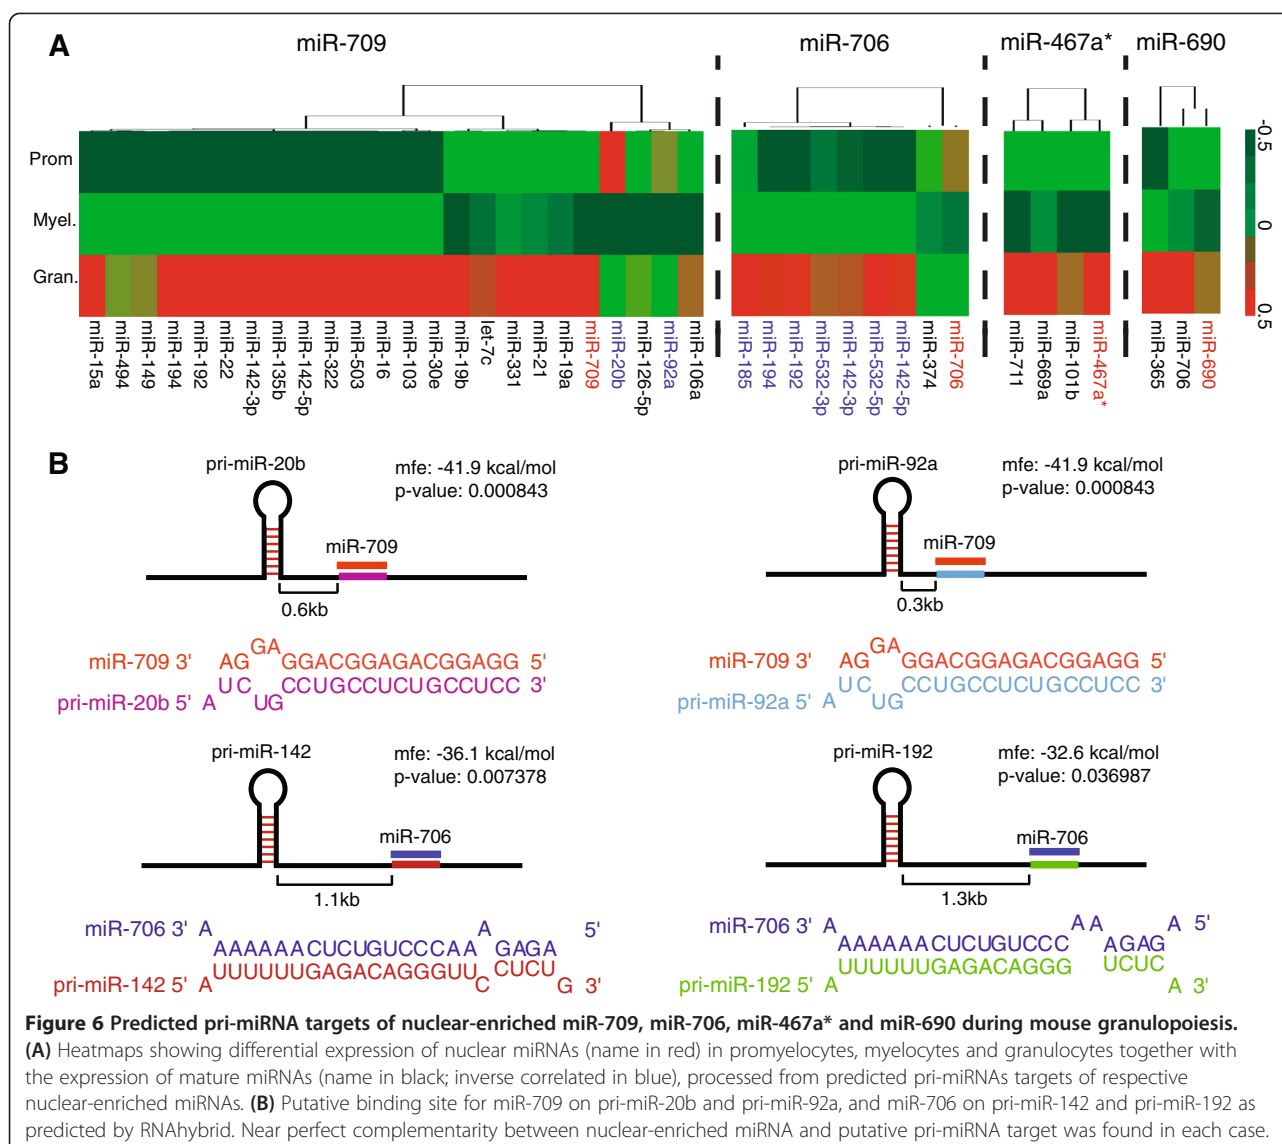 A
miR-709
miR-706
miR-467a*
miR-690
Prom
Myel.
Gran.
-0.5
0
0.5
miR-15a
miR-494
miR-149
miR-194
miR-192
miR-22
miR-142-3p
miR-135b
miR-142-5p
miR-322
miR-503
miR-16
miR-103
miR-30e
miR-19b
let-7c
miR-331
miR-21
miR-19a
miR-709
miR-20b
miR-126-5p
miR-92a
miR-106a
miR-185
miR-194
miR-192
miR-532-3p
miR-142-3p
miR-532-5p
miR-142-5p
miR-374
miR-706
miR-711
miR-669a
miR-101b
miR-467a*
miR-365
miR-706
miR-690
B
pri-miR-20b
mfe: -41.9 kcal/mol
p-value: 0.000843
miR-709
0.6kb
GA
miR-709 3' AG GGACGGAGACGGAGG 5'
UC CCUGCCUCUGCCUCC 3'
pri-miR-20b 5' A UG
pri-miR-92a
mfe: -41.9 kcal/mol
p-value: 0.000843
miR-709
0.3kb
GA
miR-709 3' AG GGACGGAGACGGAGG 5'
UC CCUGCCUCUGCCUCC 3'
pri-miR-92a 5' A UG
pri-miR-142
mfe: -36.1 kcal/mol
p-value: 0.007378
miR-706
1.1kb
miR-706 3' A A 5'
AAAAAACUCUGUCCCAA GAGA
UUUUUUGAGACAGGGUU CUCU
pri-miR-142 5' A C G 3'
pri-miR-192
mfe: -32.6 kcal/mol
p-value: 0.036987
miR-706
1.3kb
miR-706 3' A AA A 5'
AAAAAACUCUGUCCC AGAG
UUUUUUGAGACAGGG UCUC
pri-miR-192 5' A A 3'
Figure 6 Predicted pri-miRNA targets of nuclear-enriched miR-709, miR-706, miR-467a* and miR-690 during mouse granulopoiesis.
(A) Heatmaps showing differential expression of nuclear miRNAs (name in red) in promyelocytes, myelocytes and granulocytes together with
the expression of mature miRNAs (name in black; inverse correlated in blue), processed from predicted pri-miRNAs targets of respective
nuclear-enriched miRNAs. (B) Putative binding site for miR-709 on pri-miR-20b and pri-miR-92a, and miR-706 on pri-miR-142 and pri-miR-192 as
predicted by RNAhybrid. Near perfect complementarity between nuclear-enriched miRNA and putative pri-miRNA target was found in each case.